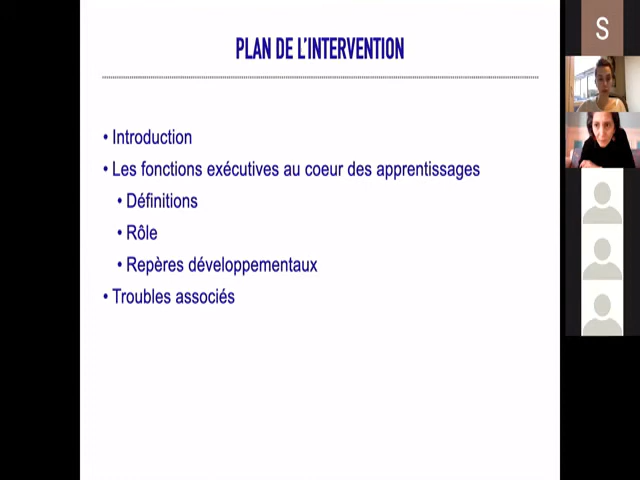 PLAN DE L'INTERVENTION
• Introduction
• Les fonctions exécutives au coeur des apprentissages
• Définitions
• Rôle
• Repères développementaux
• Troubles associés
S